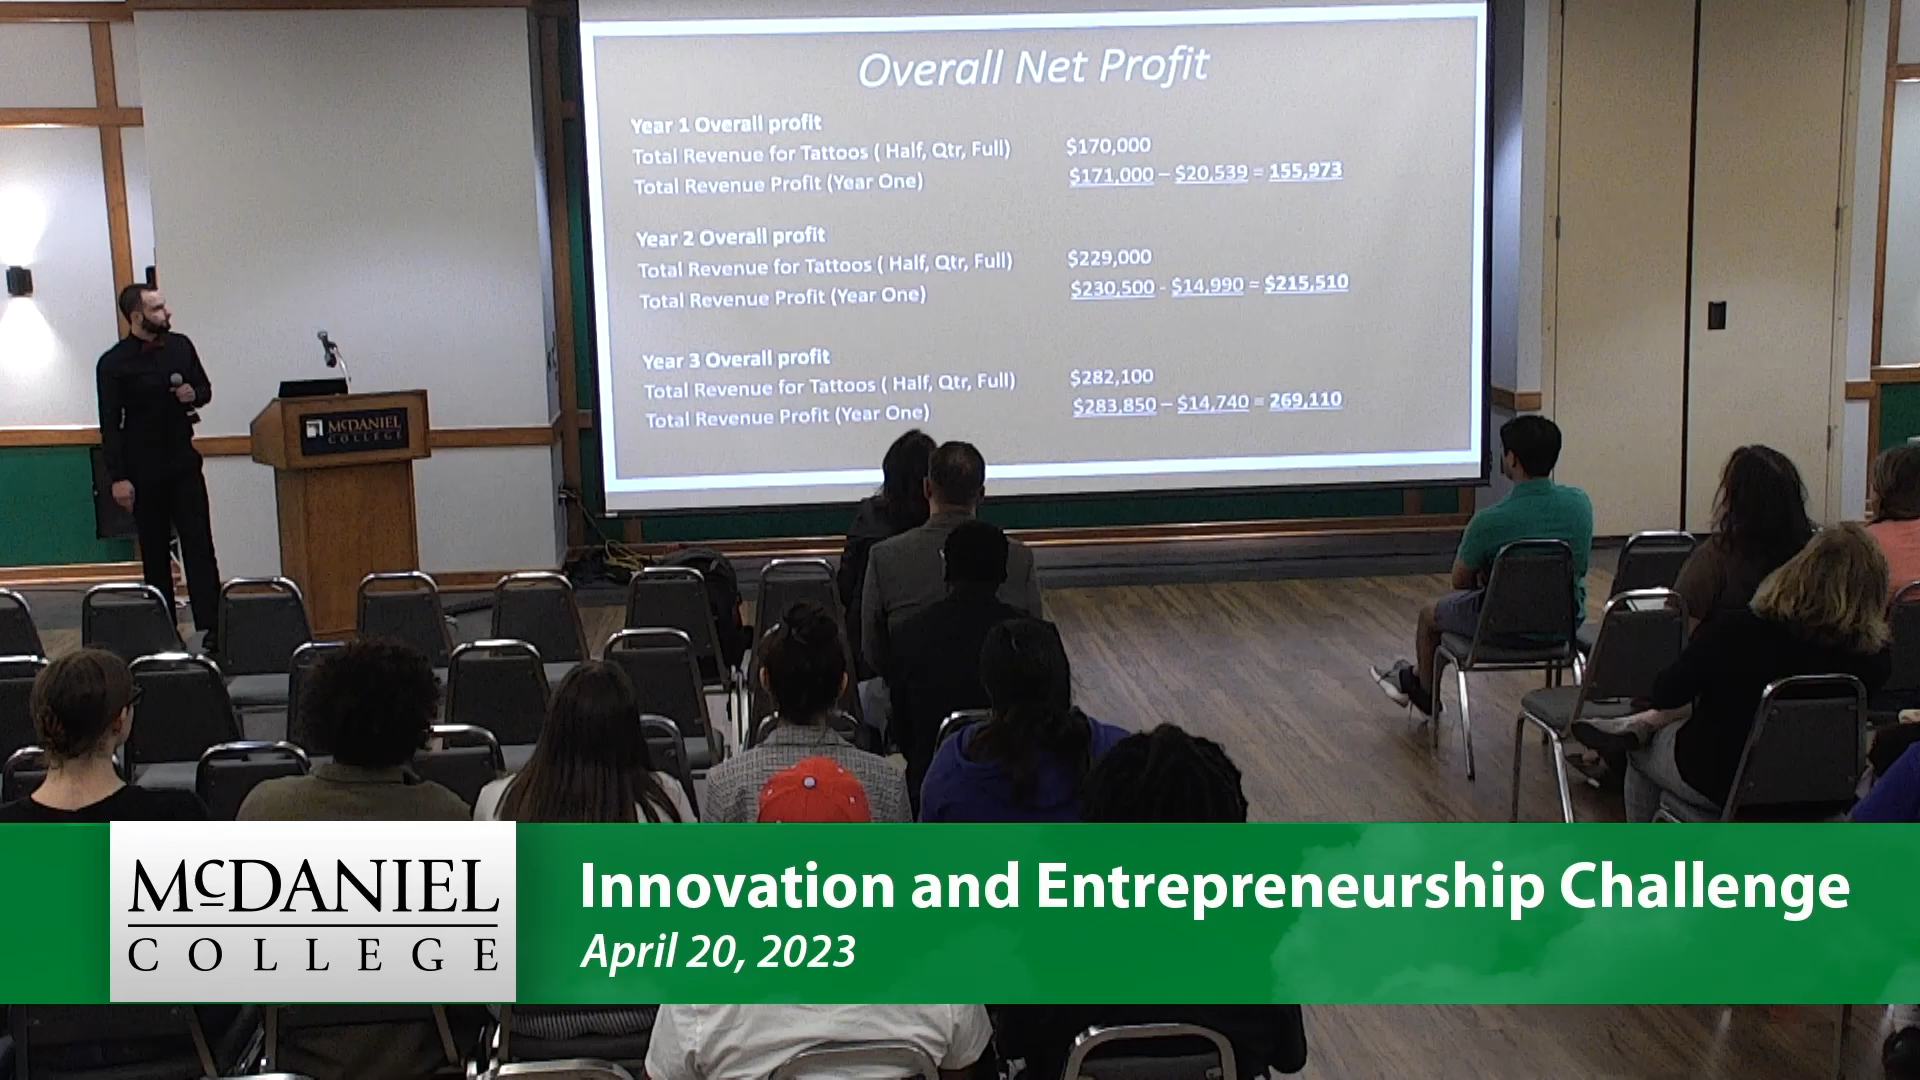 Overall Net Profit
Year 1 Overall profit
Total Revenue for Tattoos ( Half, Qtr, Full) $170,000
Total Revenue Profit (Year One) $171,000 – $20,539 = 155,973
Year 2 Overall profit
Total Revenue for Tattoos ( Half, Qtr, Full) $229,000
Total Revenue Profit (Year One) $230,500 - $14,990 = $215,510
Year 3 Overall profit
Total Revenue for Tattoos ( Half, Qtr, Full) $282,100
Total Revenue Profit (Year One) $283,850 – $14,740 = 269,110
McDANIEL
COLLEGE
McDANIEL
COLLEGE
Innovation and Entrepreneurship Challenge
April 20, 2023